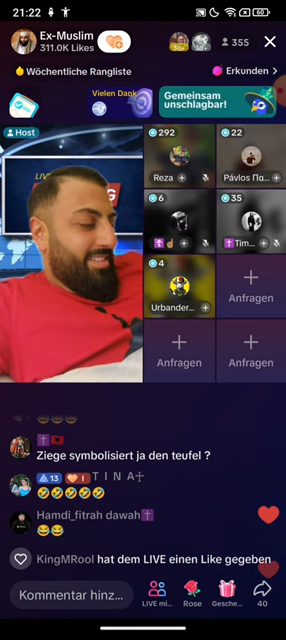 21:22
60
Ex-Muslim
311.0K Likes
355
Wöchentliche Rangliste
Erkunden >
Vielen Dank
Gemeinsam
unschlagbar!
Host
292
22
Reza
Pávlos Πα...
6
35
Tim...
4
Urbander...
Anfragen
Anfragen
Anfragen
Ziege symbolisiert ja den teufel ?
13
I
T I N A
Hamdi_fitrah dawah
KingMRool hat dem LIVE einen Like gegeben
Kommentar hinz...
LIVE mi...
Rose
Gesche...
40